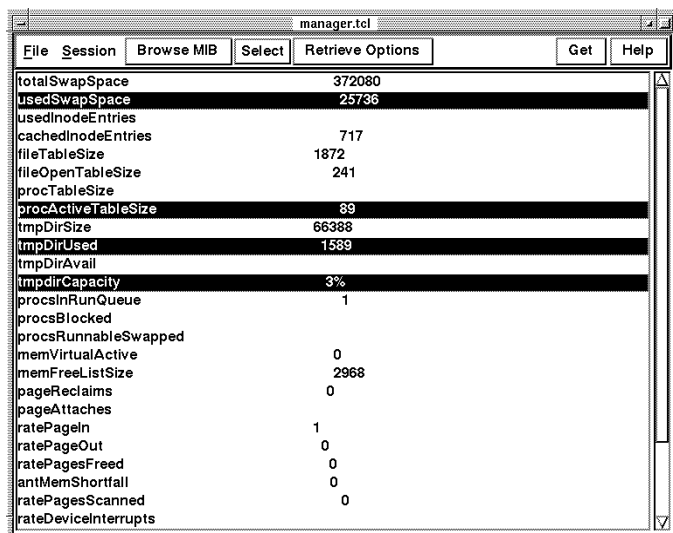 manager.tcl
File Session Browse MIB Select Retrieve Options Get Help
totalSwapSpace 372080
usedSwapSpace 25736
usedInodeEntries
cachedInodeEntries 717
fileTableSize 1872
fileOpenTableSize 241
procTableSize
procActiveTableSize 89
tmpDirSize 66388
tmpDirUsed 1589
tmpDirAvail
tmpdirCapacity 3%
procsInRunQueue 1
procsBlocked
procsRunnableSwapped
memVirtualActive 0
memFreeListSize 2968
pageReclaims 0
pageAttaches
ratePageIn 1
ratePageOut 0
ratePagesFreed 0
antMemShortfall 0
ratePagesScanned 0
rateDeviceInterrupts